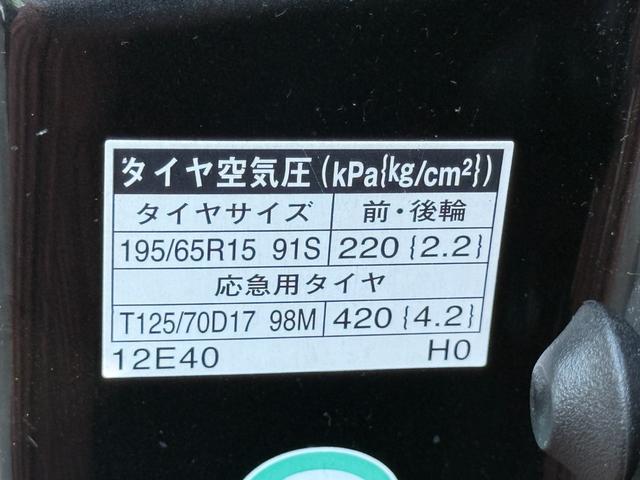 タイヤ空気圧(kPa{kg/cm²})
タイヤサイズ 前・後輪
195/65R15 91S 220{2.2}
応急用タイヤ
T125/70D17 98M 420{4.2}
12E40 H0